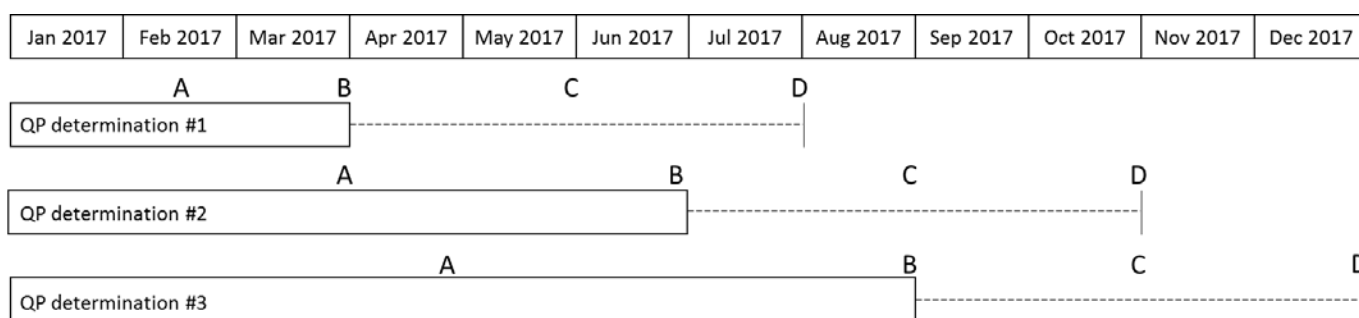 Jan 2017 Feb 2017 Mar 2017 Apr 2017 May 2017 Jun 2017 Jul 2017 Aug 2017 Sep 2017 Oct 2017 Nov 2017 Dec 2017
A B C D
QP determination #1
A B C D
QP determination #2
A B C D
QP determination #3